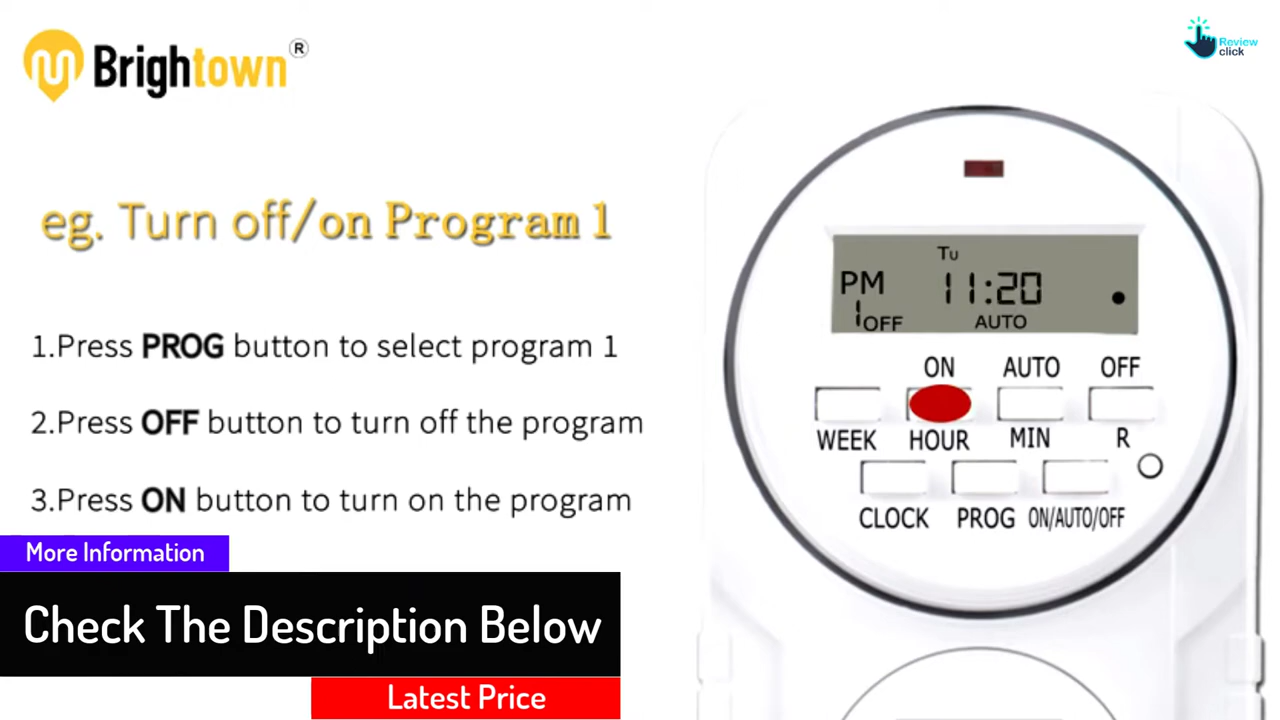 Brightown ®
Review
click
eg. Turn off/on Program 1
1.Press PROG button to select program 1
2.Press OFF button to turn off the program
3.Press ON button to turn on the program
More Information
Check The Description Below
Latest Price
TU
PM 11:20
1OFF AUTO
ON AUTO OFF
WEEK HOUR MIN R
CLOCK PROG ON/AUTO/OFF